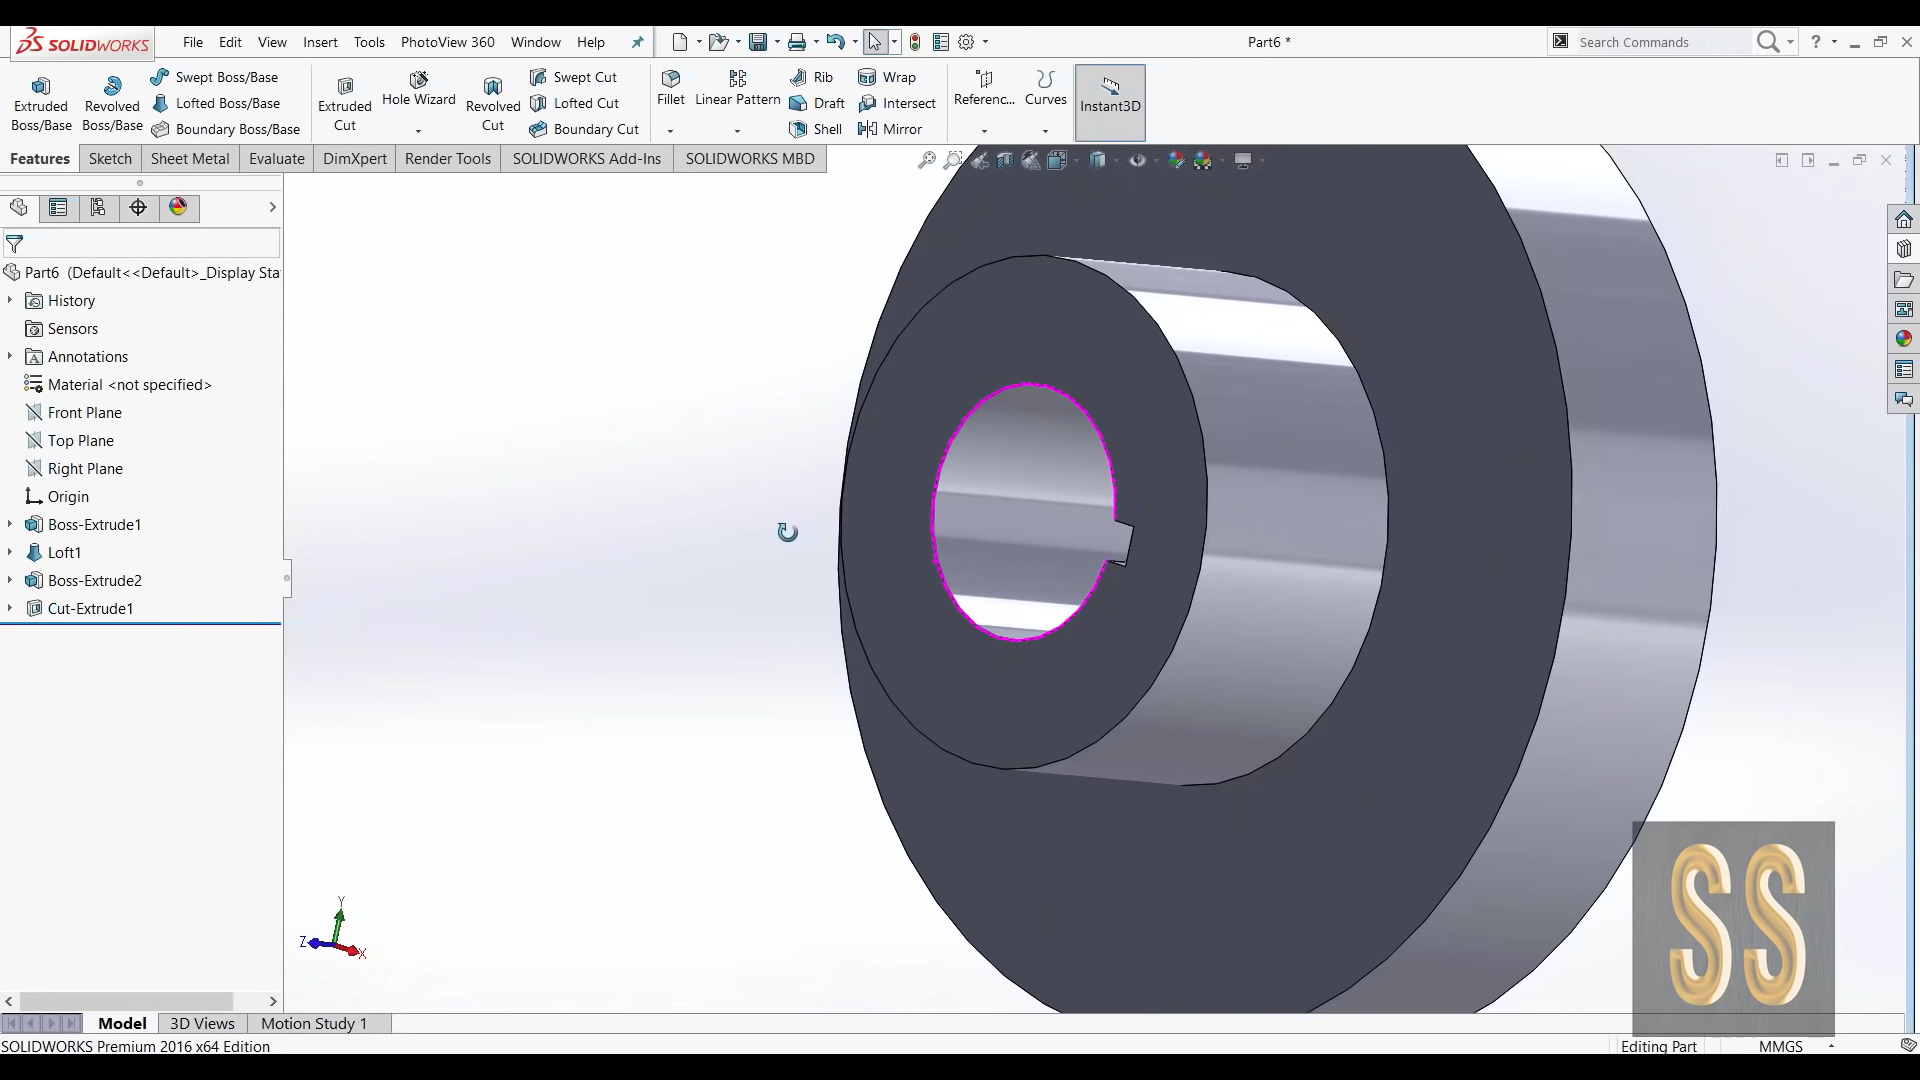 SOLIDWORKS File Edit View Insert Tools PhotoView 360 Window Help Part6 * Search Commands ?
Extruded Boss/Base
Revolved Boss/Base
Swept Boss/Base
Lofted Boss/Base
Boundary Boss/Base
Extruded Cut
Hole Wizard
Revolved Cut
Swept Cut
Lofted Cut
Boundary Cut
Fillet
Linear Pattern
Rib
Draft
Shell
Wrap
Intersect
Mirror
Referenc...
Curves
Instant3D
Features Sketch Sheet Metal Evaluate DimXpert Render Tools SOLIDWORKS Add-Ins SOLIDWORKS MBD
Part6 (Default<<Default>_Display Sta
History
Sensors
Annotations
Material <not specified>
Front Plane
Top Plane
Right Plane
Origin
Boss-Extrude1
Loft1
Boss-Extrude2
Cut-Extrude1
Y
Z
X
SS
Model 3D Views Motion Study 1
SOLIDWORKS Premium 2016 x64 Edition Editing Part MMGS